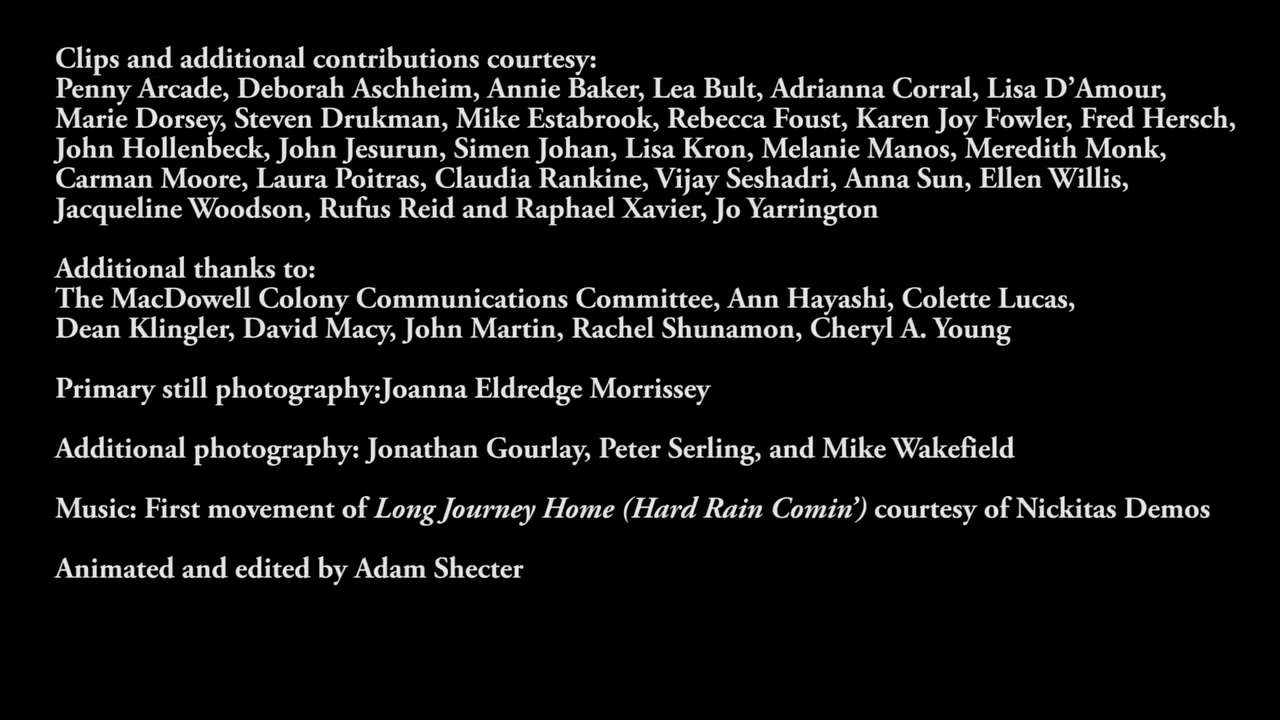 Clips and additional contributions courtesy:
Penny Arcade, Deborah Aschheim, Annie Baker, Lea Bult, Adrianna Corral, Lisa D’Amour,
Marie Dorsey, Steven Drukman, Mike Estabrook, Rebecca Foust, Karen Joy Fowler, Fred Hersch,
John Hollenbeck, John Jesurun, Simen Johan, Lisa Kron, Melanie Manos, Meredith Monk,
Carman Moore, Laura Poitras, Claudia Rankine, Vijay Seshadri, Anna Sun, Ellen Willis,
Jacqueline Woodson, Rufus Reid and Raphael Xavier, Jo Yarrington
Additional thanks to:
The MacDowell Colony Communications Committee, Ann Hayashi, Colette Lucas,
Dean Klingler, David Macy, John Martin, Rachel Shunamon, Cheryl A. Young
Primary still photography:Joanna Eldredge Morrissey
Additional photography: Jonathan Gourlay, Peter Serling, and Mike Wakefield
Music: First movement of Long Journey Home (Hard Rain Comin’) courtesy of Nickitas Demos
Animated and edited by Adam Shecter